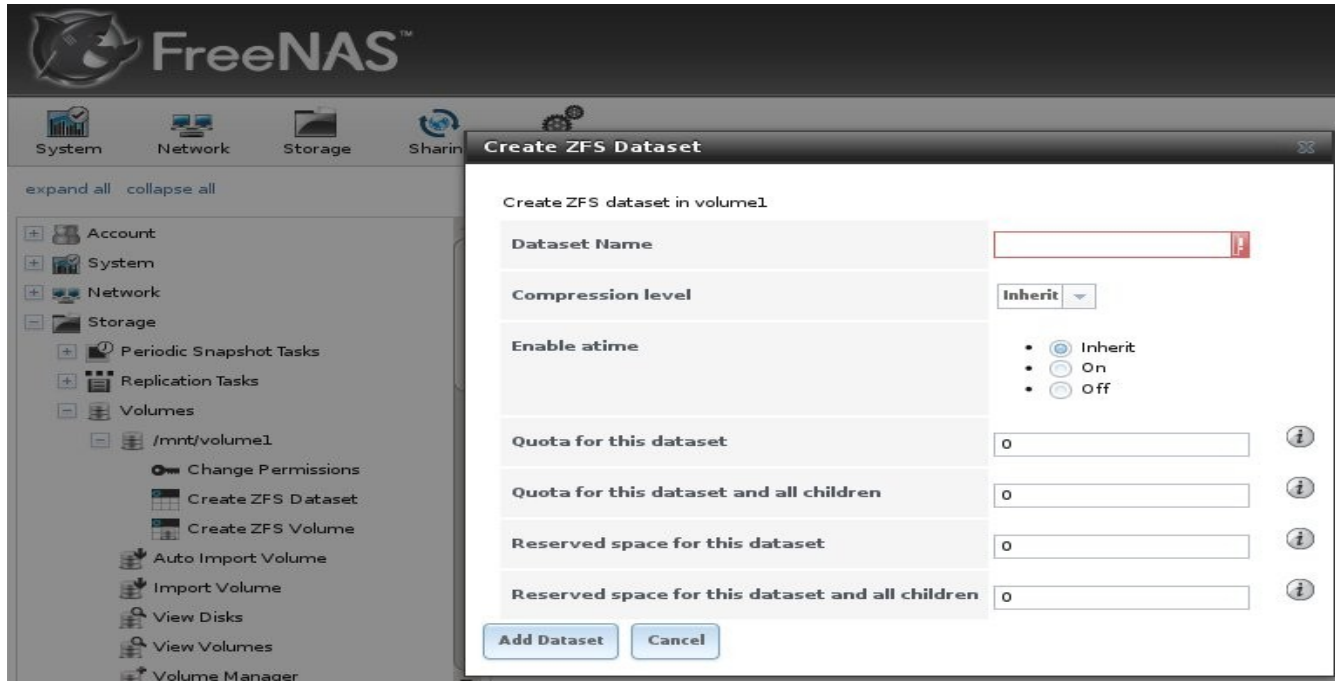 FreeNAS™
System
Network
Storage
Sharin
expand all collapse all
Account
System
Network
Storage
Periodic Snapshot Tasks
Replication Tasks
Volumes
/mnt/volume1
Change Permissions
Create ZFS Dataset
Create ZFS Volume
Auto Import Volume
Import Volume
View Disks
View Volumes
Volume Manager
Create ZFS Dataset
Create ZFS dataset in volume1
Dataset Name
Compression level Inherit
Enable atime
Inherit
On
Off
Quota for this dataset 0
Quota for this dataset and all children 0
Reserved space for this dataset 0
Reserved space for this dataset and all children 0
Add Dataset Cancel